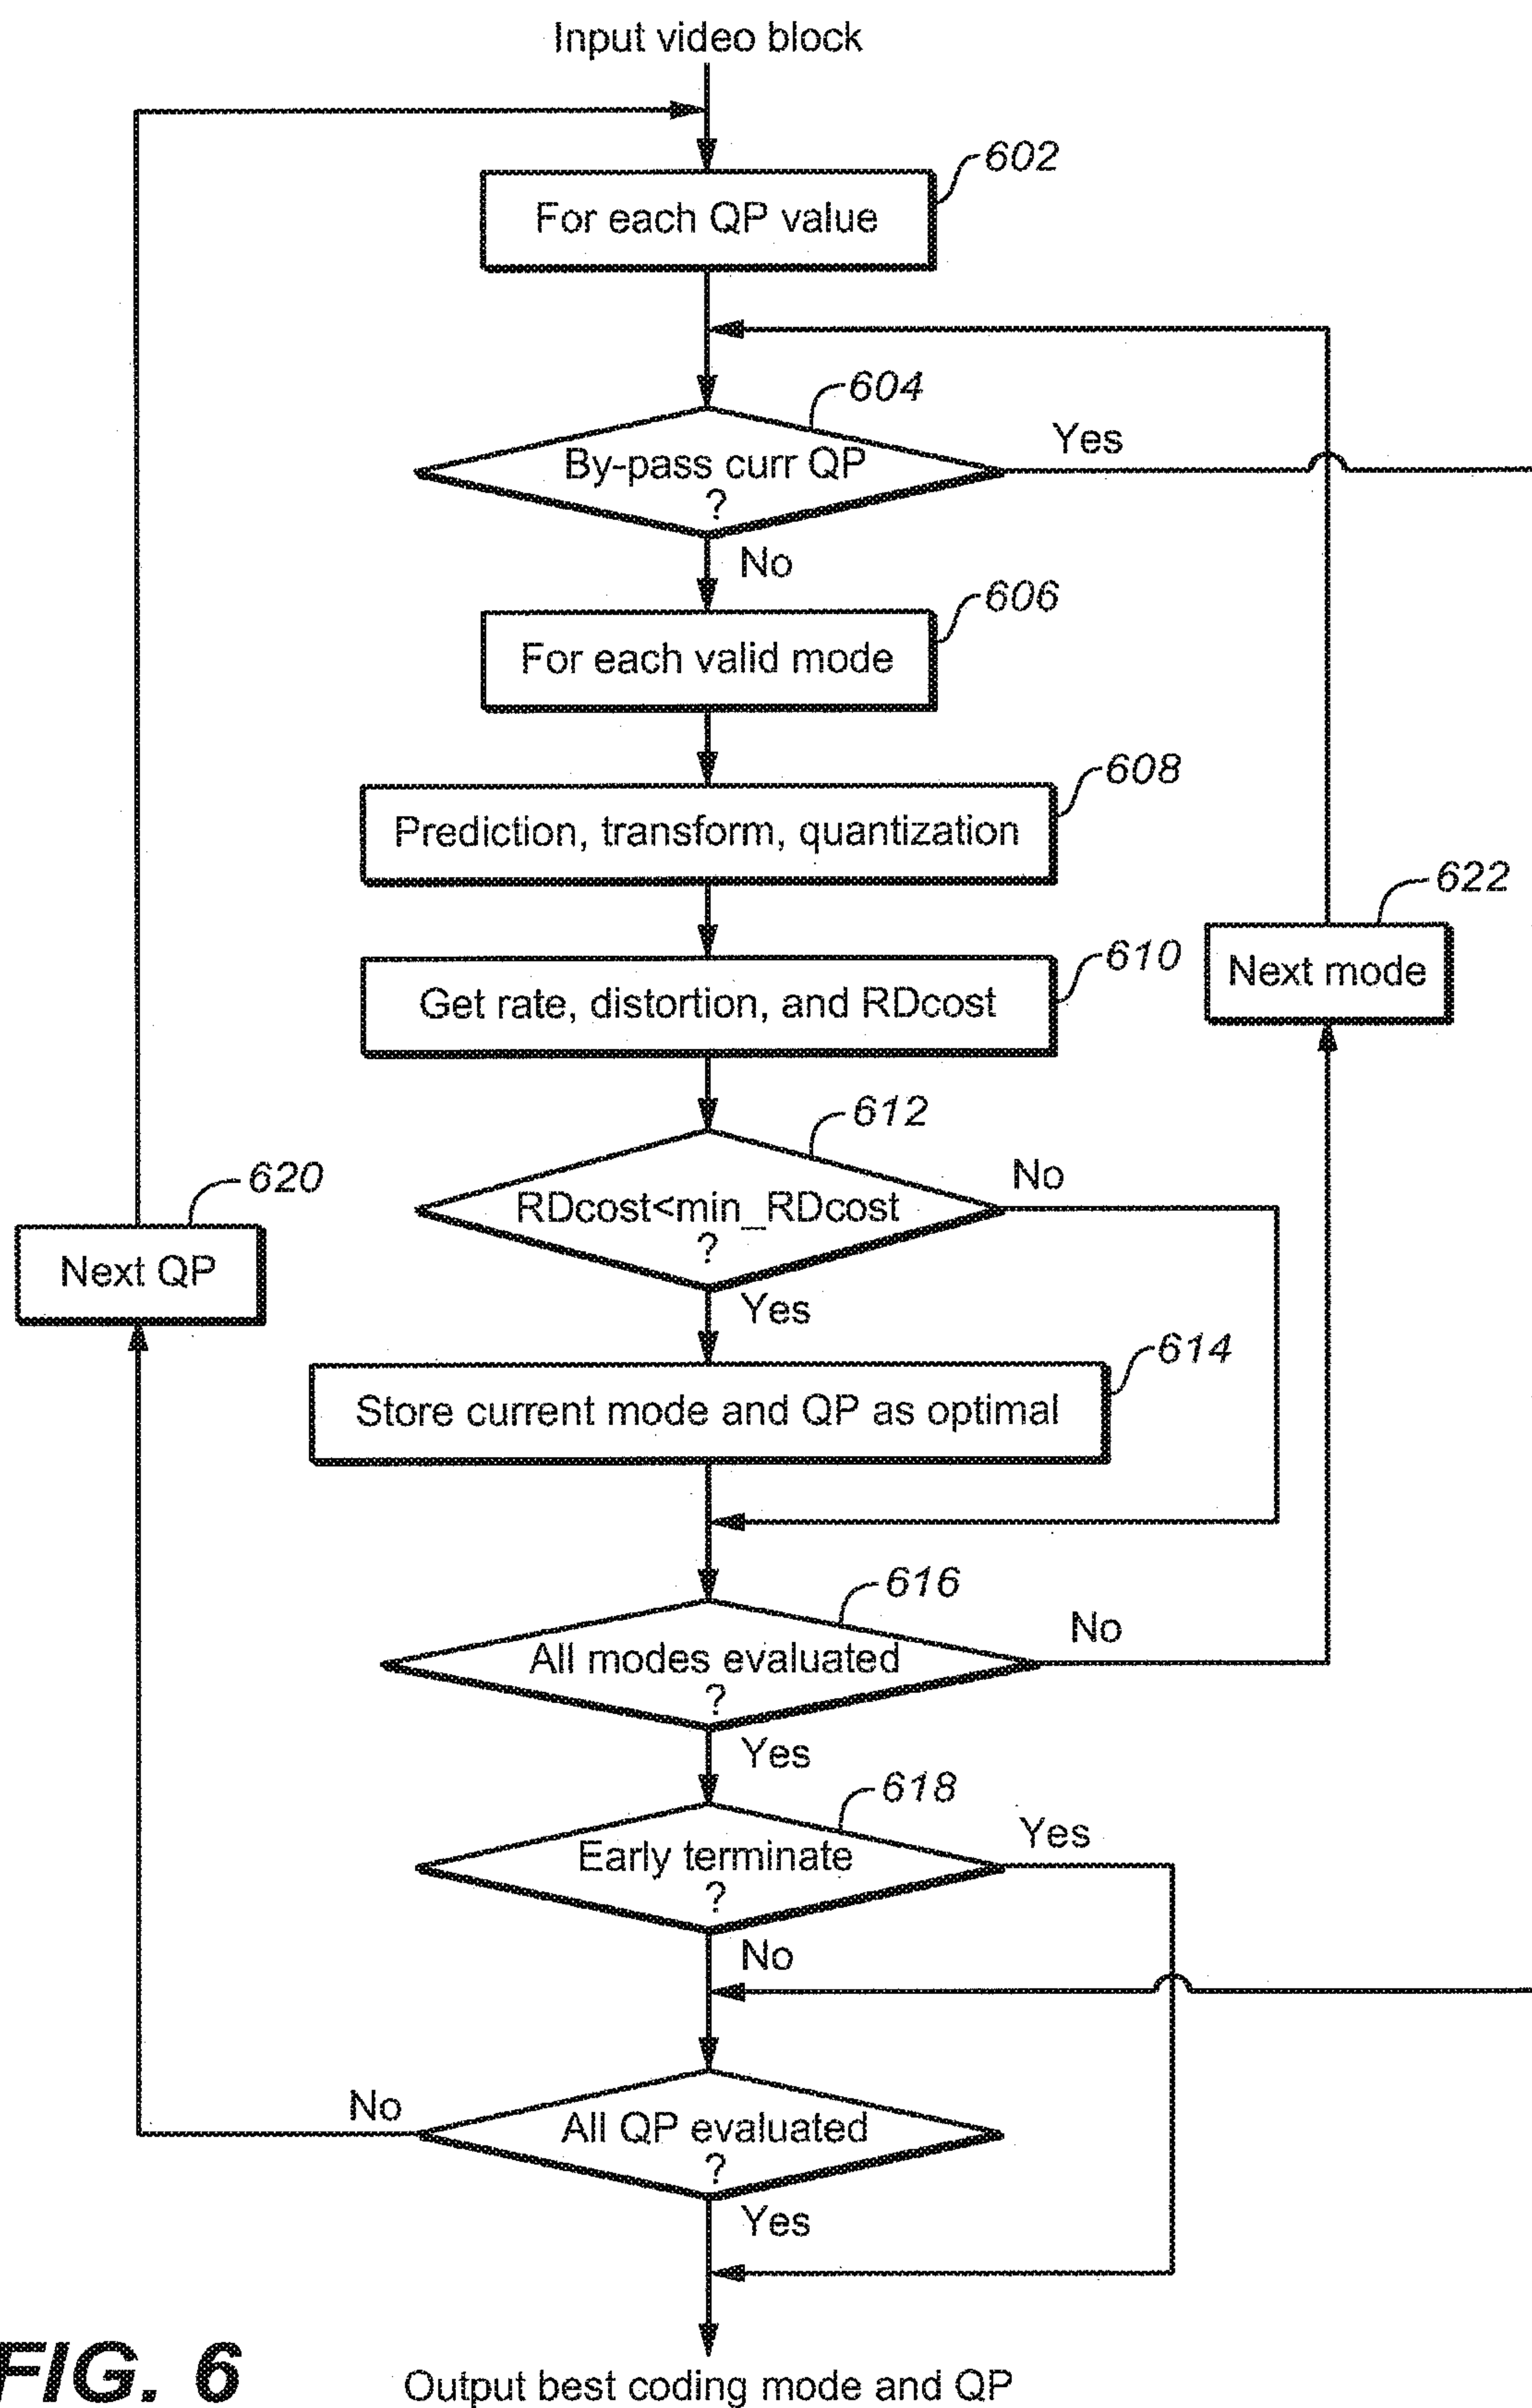 Input video block
602
For each QP value
604
By-pass curr QP
?
Yes
No
606
For each valid mode
608
Prediction, transform, quantization
622
Next mode
610
Get rate, distortion, and RDcost
612
RDcost<min_RDcost
?
No
620
Next QP
Yes
614
Store current mode and QP as optimal
616
All modes evaluated
?
No
Yes
618
Early terminate
?
Yes
No
All QP evaluated
?
No
Yes
FIG. 6
Output best coding mode and QP